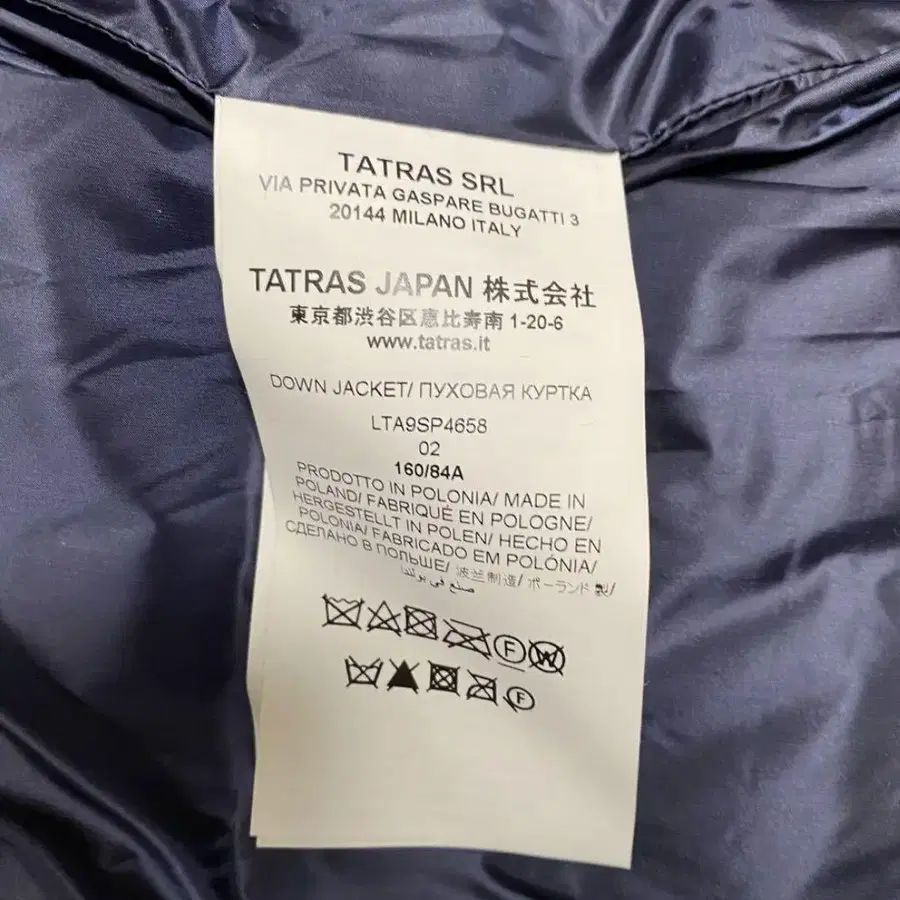 TATRAS SRL
VIA PRIVATA GASPARE BUGATTI 3
20144 MILANO ITALY
TATRAS JAPAN 株式会社
東京都渋谷区恵比寿南 1-20-6
www.tatras.it
DOWN JACKET/ ПУХОВАЯ КУРТКА
LTA9SP4658
02
160/84A
PRODOTTO IN POLONIA/ MADE IN
POLAND/ FABRIQUÉ EN POLOGNE/
HERGESTELLT IN POLEN/ HECHO EN
POLONIA/ FABRICADO EM POLÓNIA/
СДЕЛАНО В ПОЛЬШЕ/ 波兰制造/ ポーランド製/
صنع في بولندا
F W
F